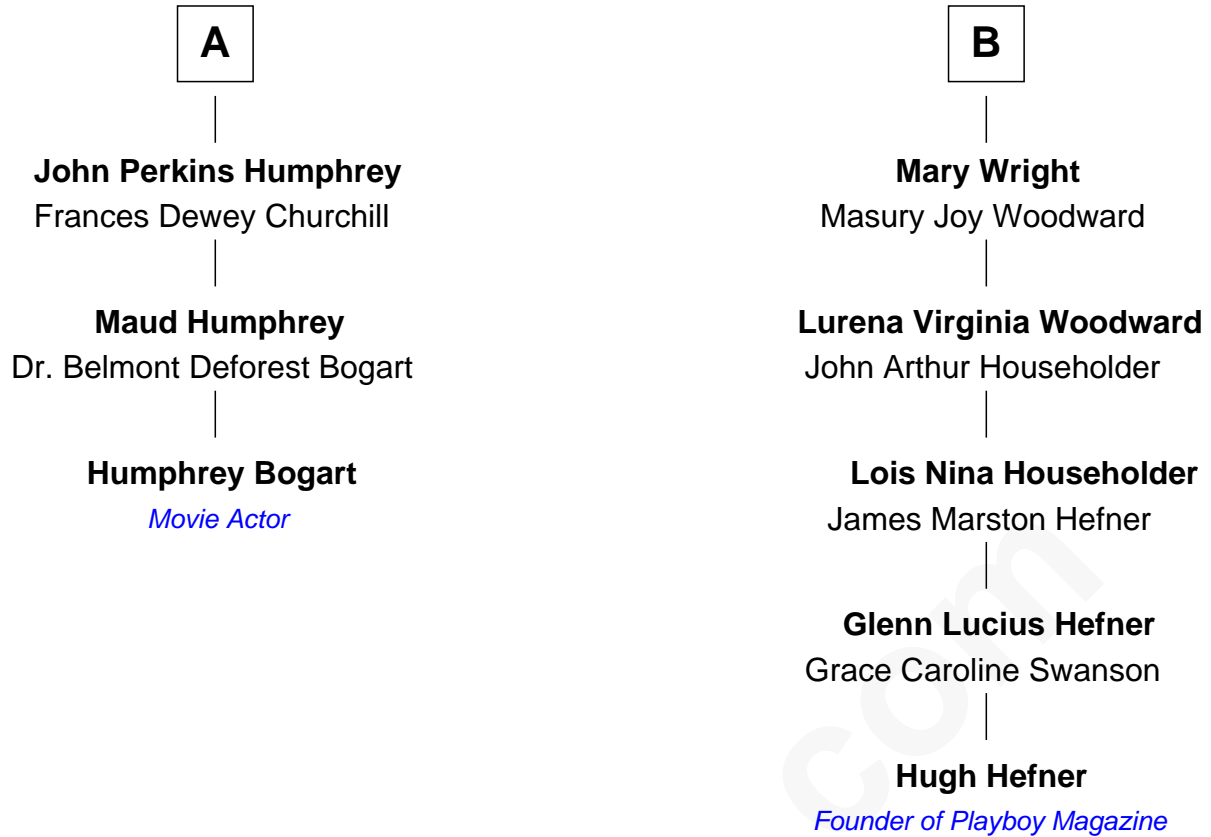 A
John Perkins Humphrey
Frances Dewey Churchill
Maud Humphrey
Dr. Belmont Deforest Bogart
Humphrey Bogart
Movie Actor
B
Mary Wright
Masury Joy Woodward
Lurena Virginia Woodward
John Arthur Householder
Lois Nina Householder
James Marston Hefner
Glenn Lucius Hefner
Grace Caroline Swanson
Hugh Hefner
Founder of Playboy Magazine
com